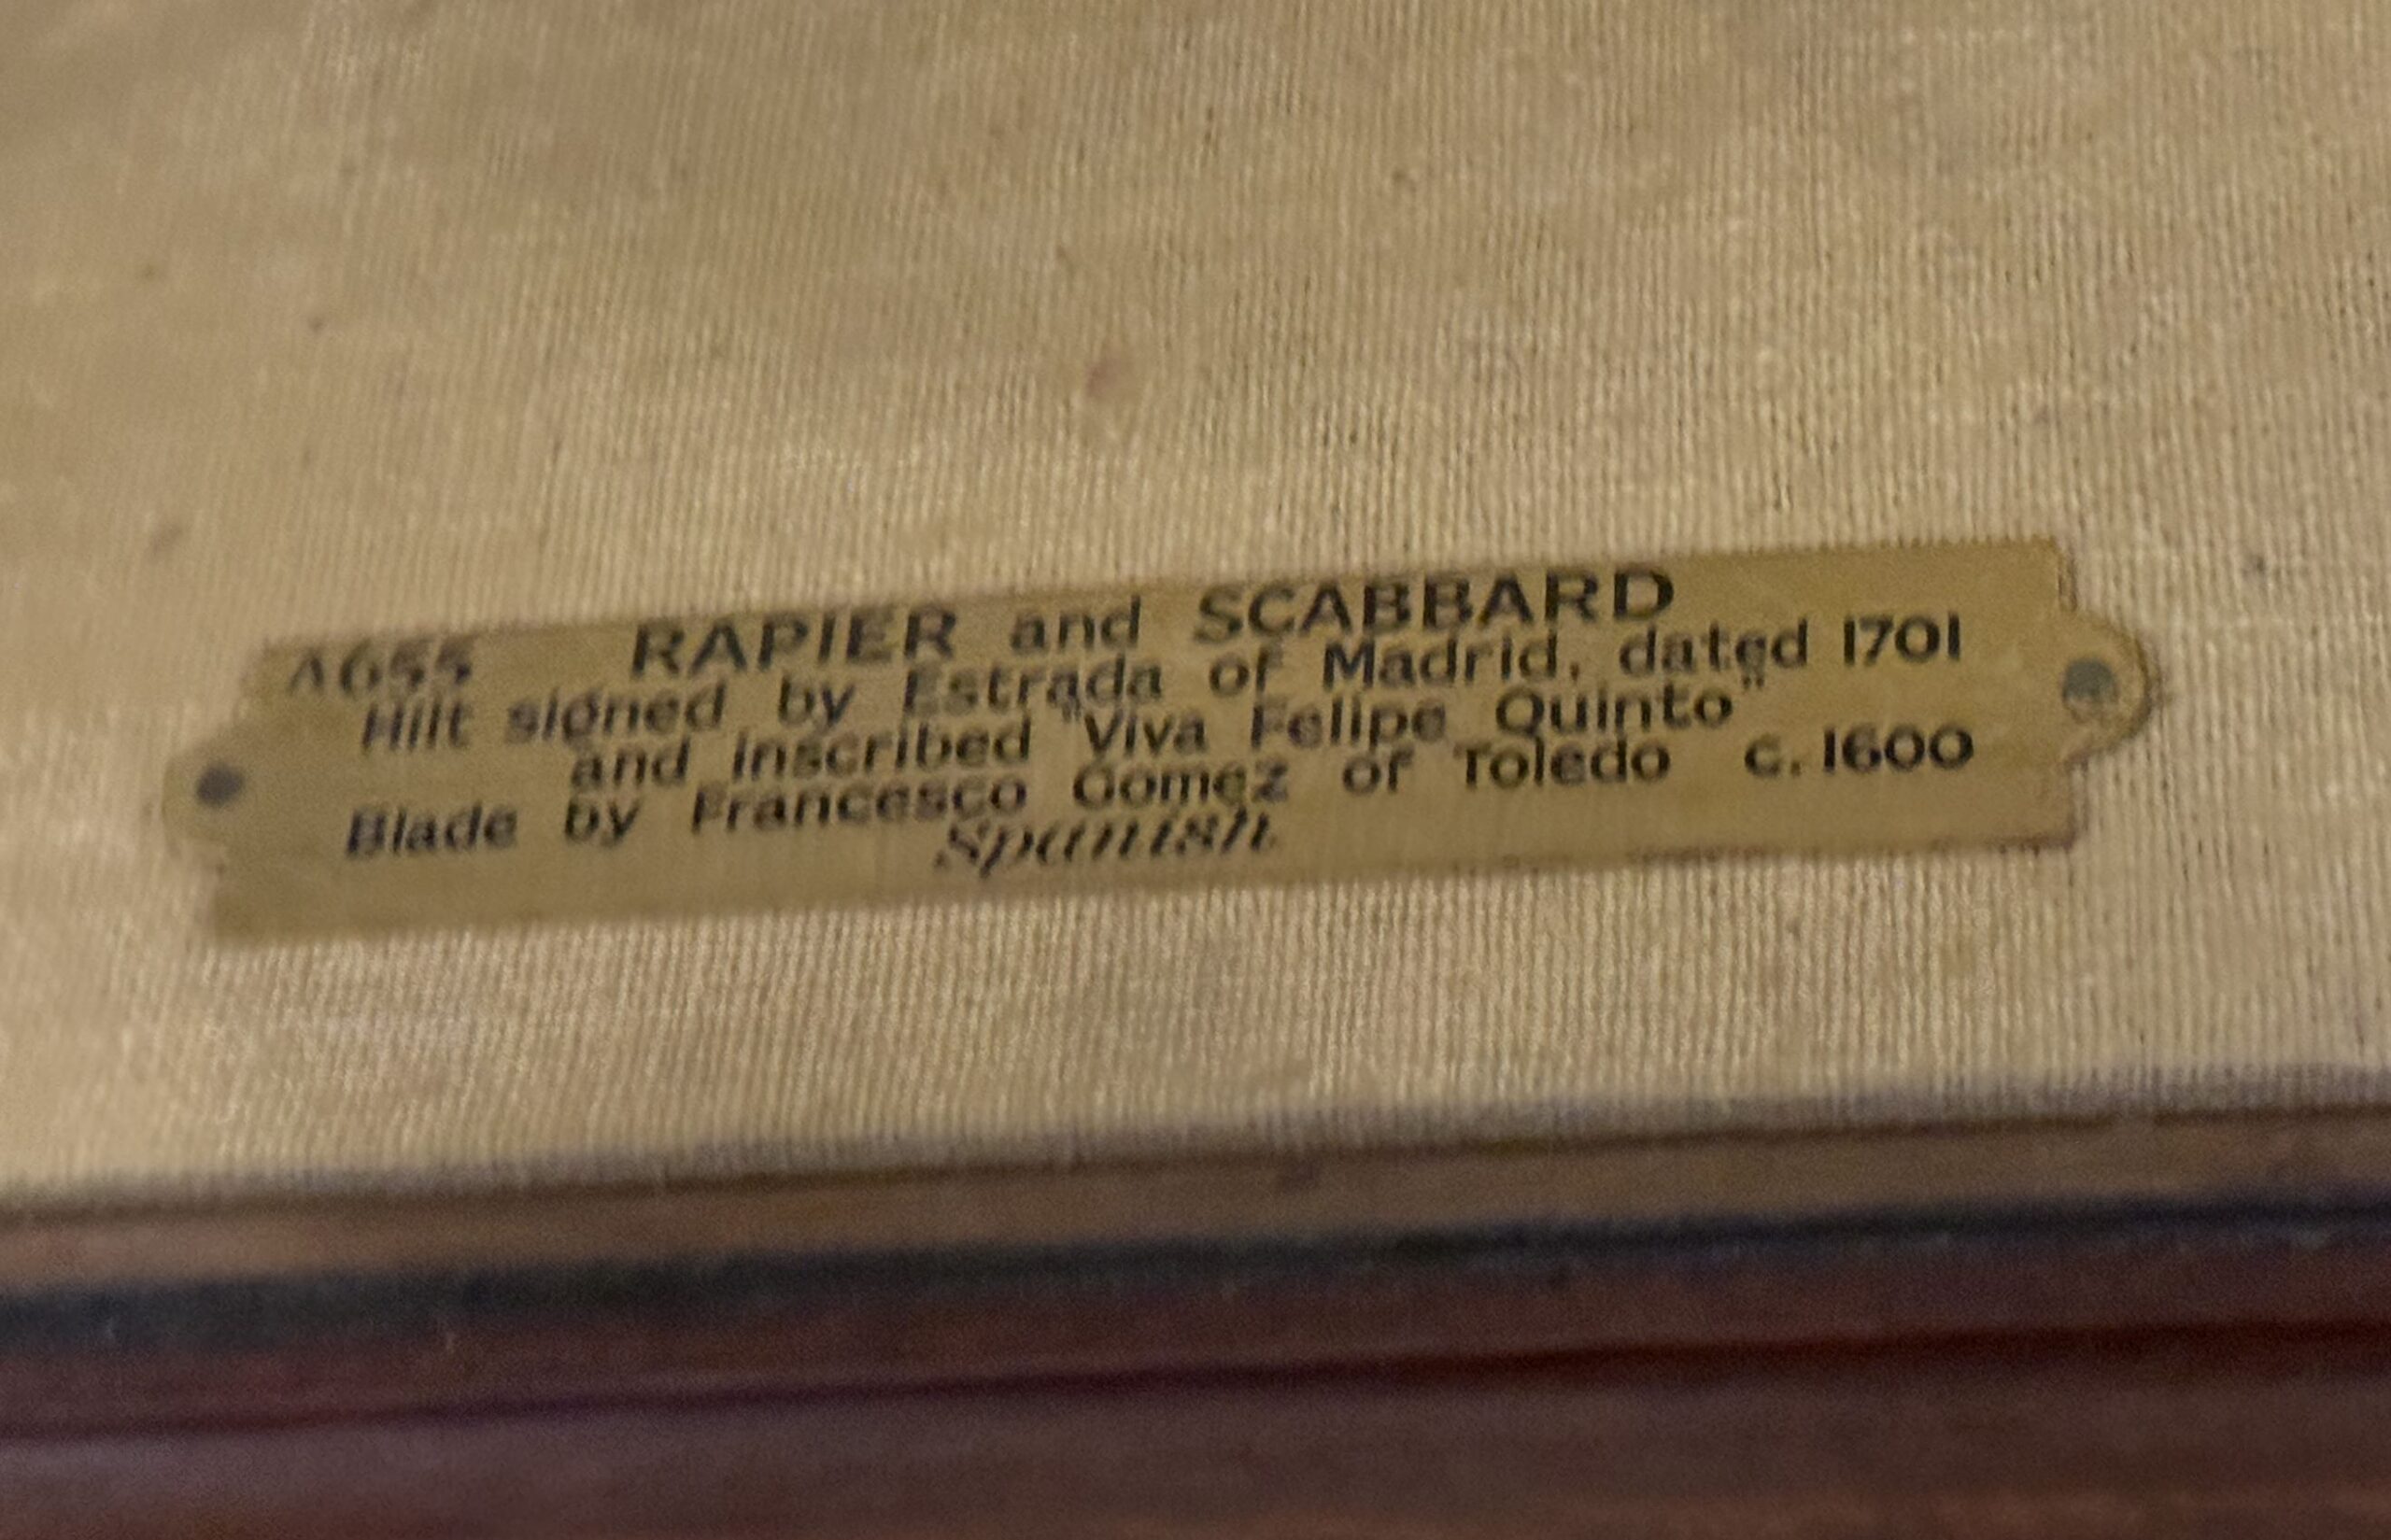 A655 RAPIER and SCABBARD
Hilt signed by Estrada of Madrid, dated 1701
and inscribed "Viva Felipe Quinto"
Blade by Francesco Gomez of Toledo c. 1600
Spanish